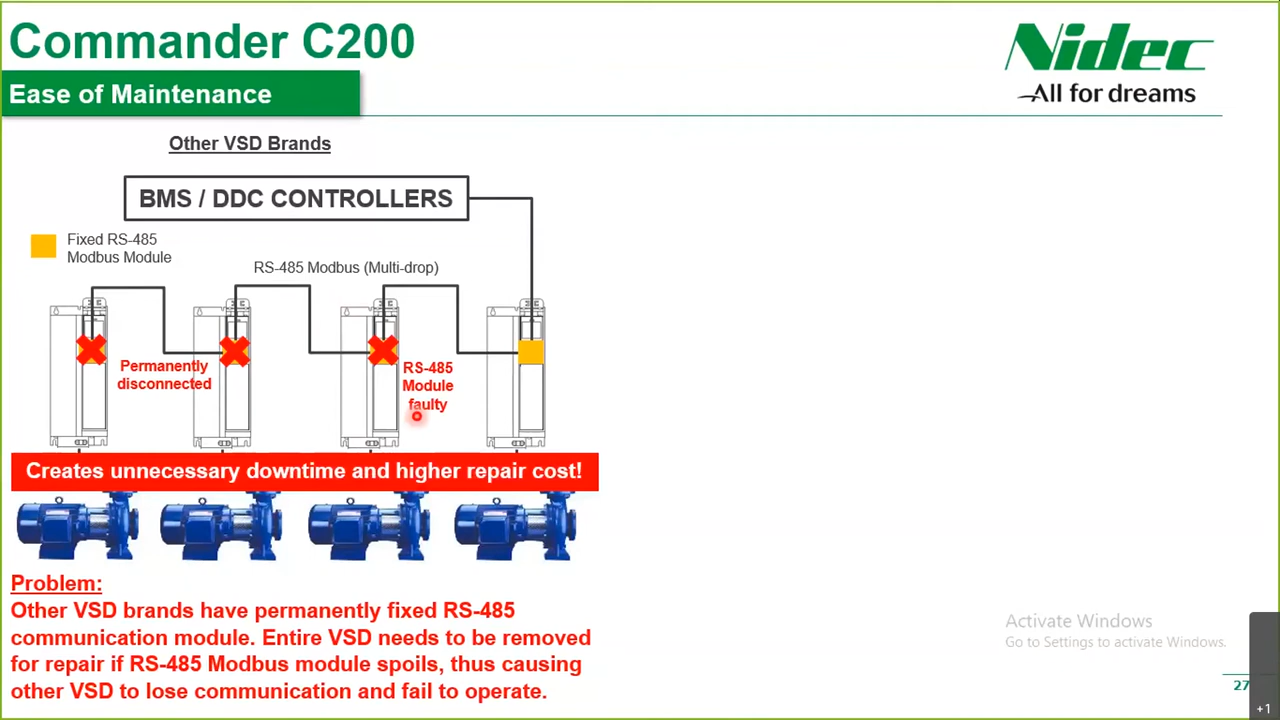 Commander C200
Nidec
All for dreams
Ease of Maintenance
Other VSD Brands
BMS / DDC CONTROLLERS
Fixed RS-485
Modbus Module
RS-485 Modbus (Multi-drop)
Permanently
disconnected
RS-485
Module
faulty
Creates unnecessary downtime and higher repair cost!
Problem:
Other VSD brands have permanently fixed RS-485
communication module. Entire VSD needs to be removed
for repair if RS-485 Modbus module spoils, thus causing
other VSD to lose communication and fail to operate.
Activate Windows
Go to Settings to activate Windows.
27
+1